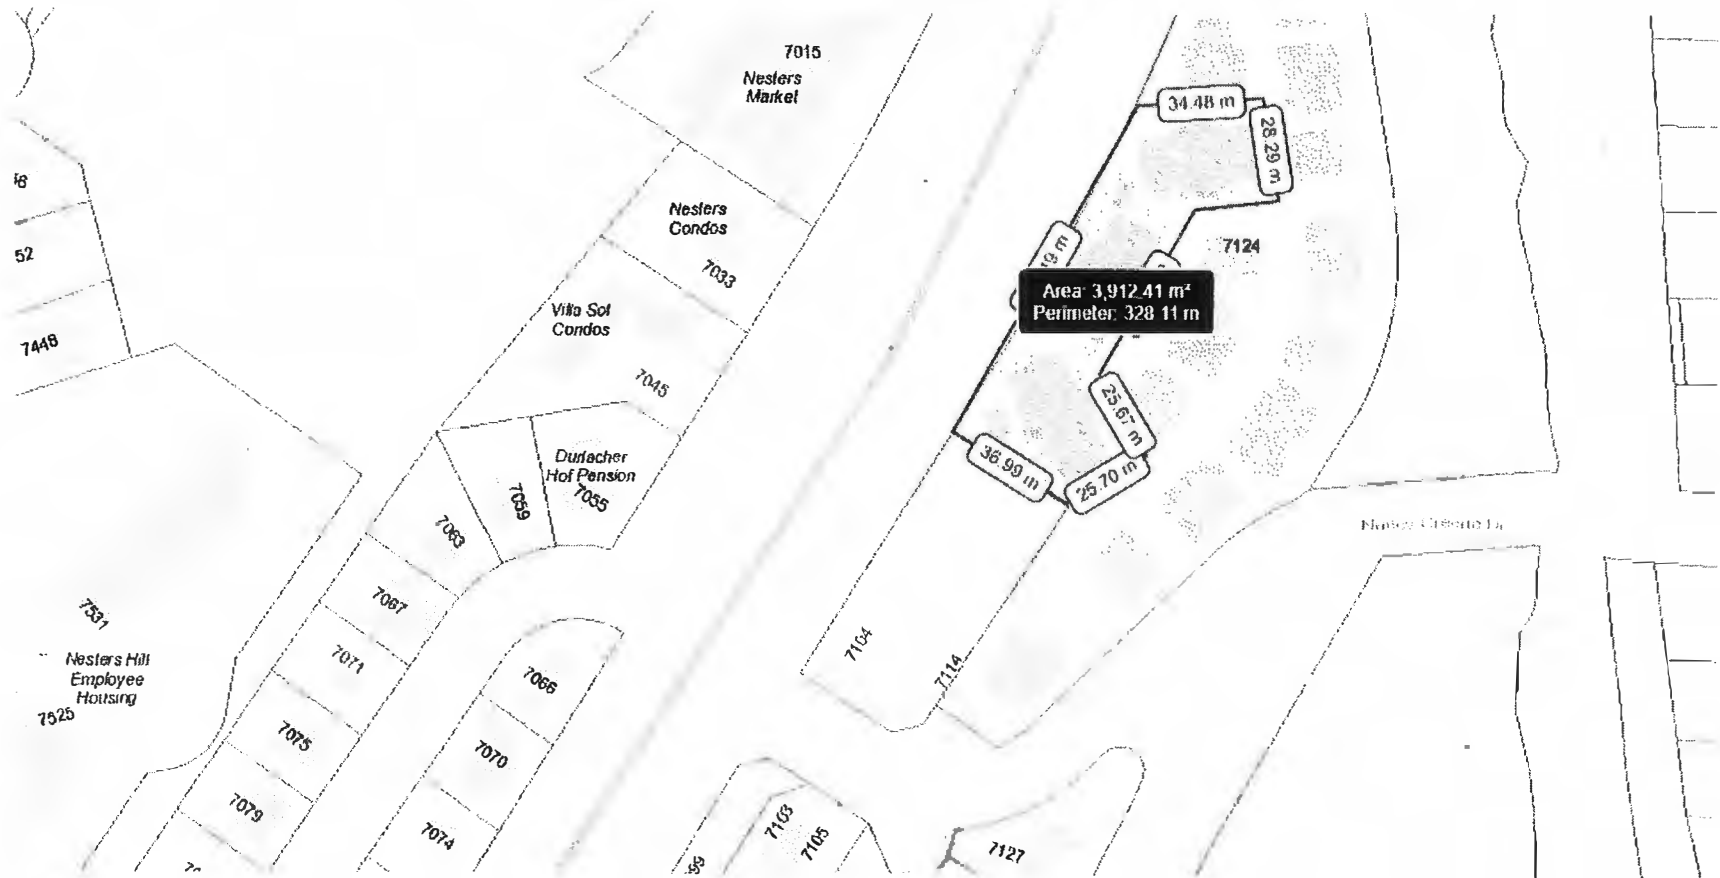 7015
Nesters
Market
34.48 m
28.29 m
Nesters
Condos
7033
7124
52
Area: 3,912.41 m²
Perimeter: 328 11 m
Villa Sol
Condos
7448
7045
25.67 m
36.99 m
25.70 m
Durlacher
Hof Pension
7055
7059
7063
7067
7531
Nesters Hill
Employee
Housing
7525
7071
7066
7104
7114
7075
7070
7079
7074
7103
7105
7127